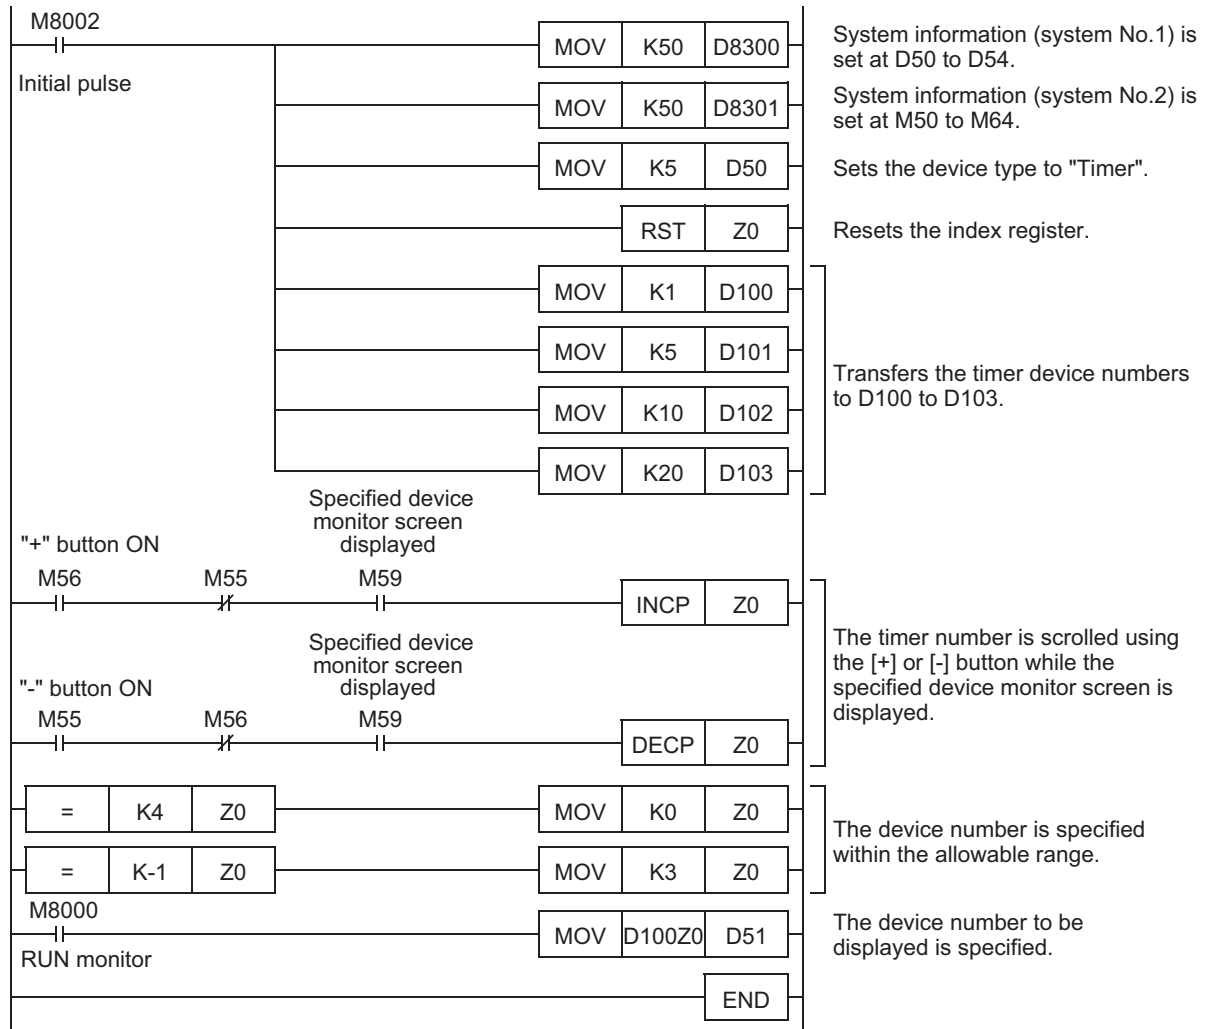 M8002
Initial pulse
MOV K50 D8300
System information (system No.1) is
set at D50 to D54.
MOV K50 D8301
System information (system No.2) is
set at M50 to M64.
MOV K5 D50
Sets the device type to "Timer".
RST Z0
Resets the index register.
MOV K1 D100
MOV K5 D101
MOV K10 D102
MOV K20 D103
Transfers the timer device numbers
to D100 to D103.
"+" button ON
Specified device
monitor screen
displayed
M56 M55 M59
INCP Z0
"-" button ON
Specified device
monitor screen
displayed
M55 M56 M59
DECP Z0
The timer number is scrolled using
the [+] or [-] button while the
specified device monitor screen is
displayed.
= K4 Z0 MOV K0 Z0
= K-1 Z0 MOV K3 Z0
The device number is specified
within the allowable range.
M8000
RUN monitor
MOV D100Z0 D51
The device number to be
displayed is specified.
END